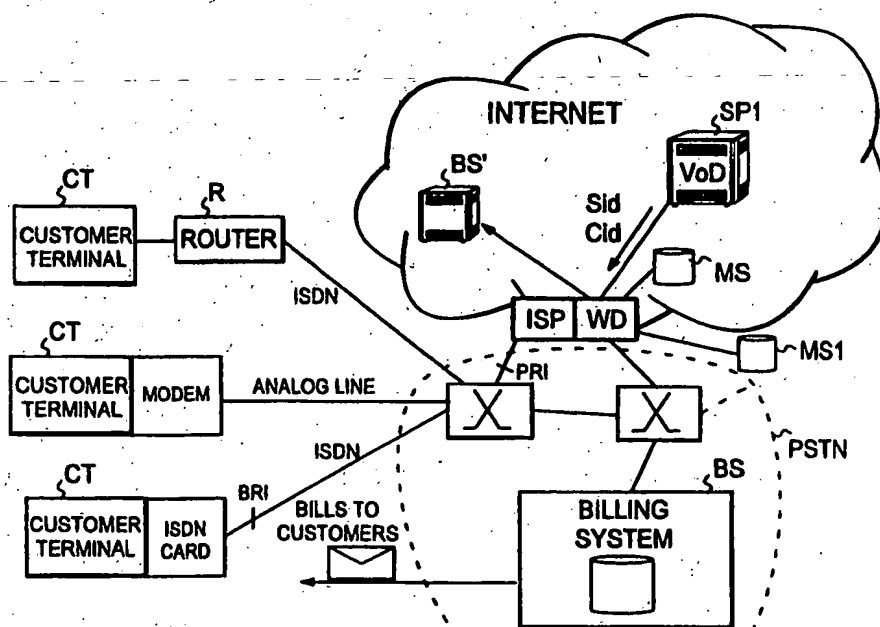 INTERNET
SP1
VoD
BS'
Sid
Cid
MS
CT
R
CUSTOMER
TERMINAL
ROUTER
ISDN
ISP
WD
MS1
CT
PRI
CUSTOMER
TERMINAL
MODEM
ANALOG LINE
PSTN
CT
ISDN
BRI
BS
CUSTOMER
TERMINAL
ISDN
CARD
BILLS TO
CUSTOMERS
BILLING
SYSTEM